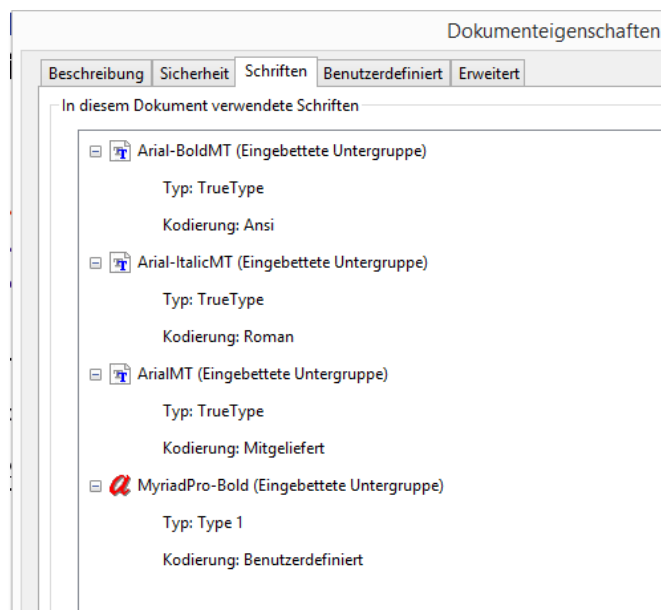 Dokumenteigenschaften
Beschreibung Sicherheit Schriften Benutzerdefiniert Erweitert
In diesem Dokument verwendete Schriften
Arial-BoldMT (Eingebettete Untergruppe)
Typ: TrueType
Kodierung: Ansi
Arial-ItalicMT (Eingebettete Untergruppe)
Typ: TrueType
Kodierung: Roman
ArialMT (Eingebettete Untergruppe)
Typ: TrueType
Kodierung: Mitgeliefert
MyriadPro-Bold (Eingebettete Untergruppe)
Typ: Type 1
Kodierung: Benutzerdefiniert